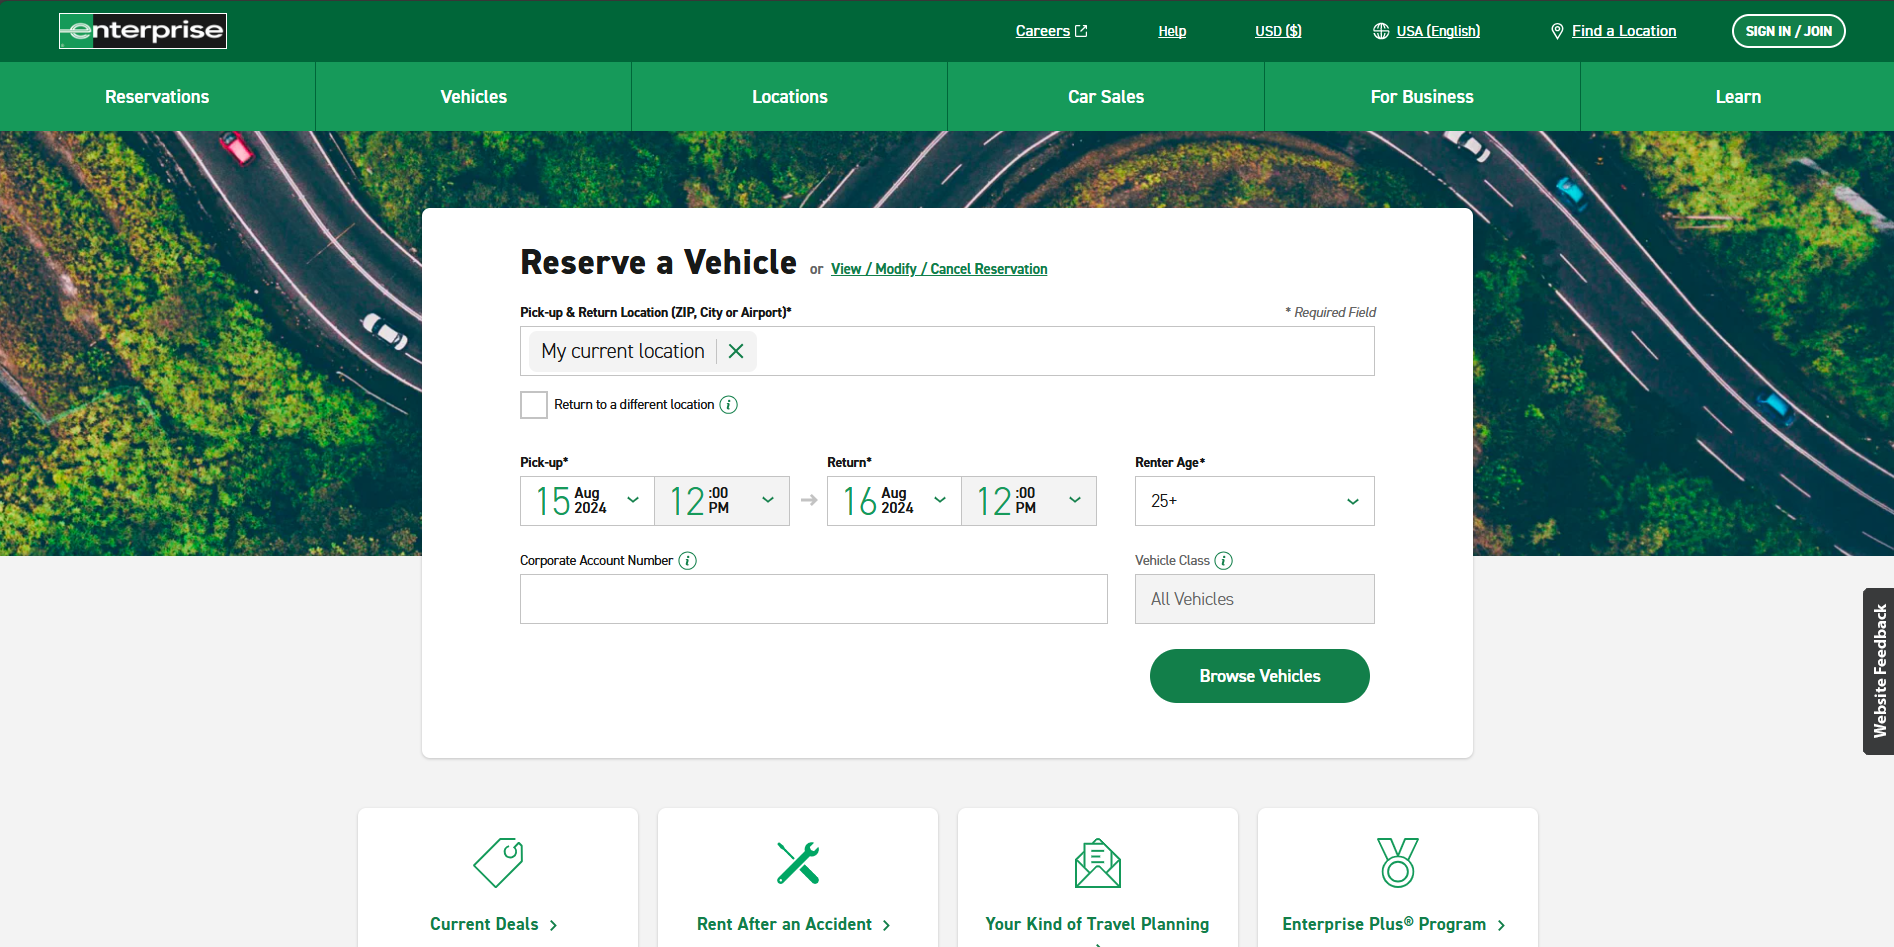 enterprise
Careers
Help
USD ($)
USA (English)
Find a Location
SIGN IN / JOIN
Reservations
Vehicles
Locations
Car Sales
For Business
Learn
Reserve a Vehicle or View / Modify / Cancel Reservation
Pick-up & Return Location (ZIP, City or Airport)*
* Required Field
My current location
Return to a different location
Pick-up*
Return*
Renter Age*
15 Aug 2024
12 :00 PM
16 Aug 2024
12 :00 PM
25+
Corporate Account Number
Vehicle Class
All Vehicles
Browse Vehicles
Website Feedback
Current Deals
Rent After an Accident
Your Kind of Travel Planning
Enterprise Plus® Program